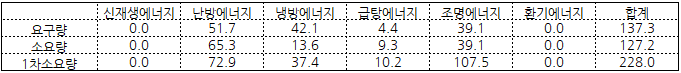 신재생에너지 난방에너지 냉방에너지 급탕에너지 조명에너지 환기에너지 합계
요구량 0.0 51.7 42.1 4.4 39.1 0.0 137.3
소요량 0.0 65.3 13.6 9.3 39.1 0.0 127.2
1차소요량 0.0 72.9 37.4 10.2 107.5 0.0 228.0